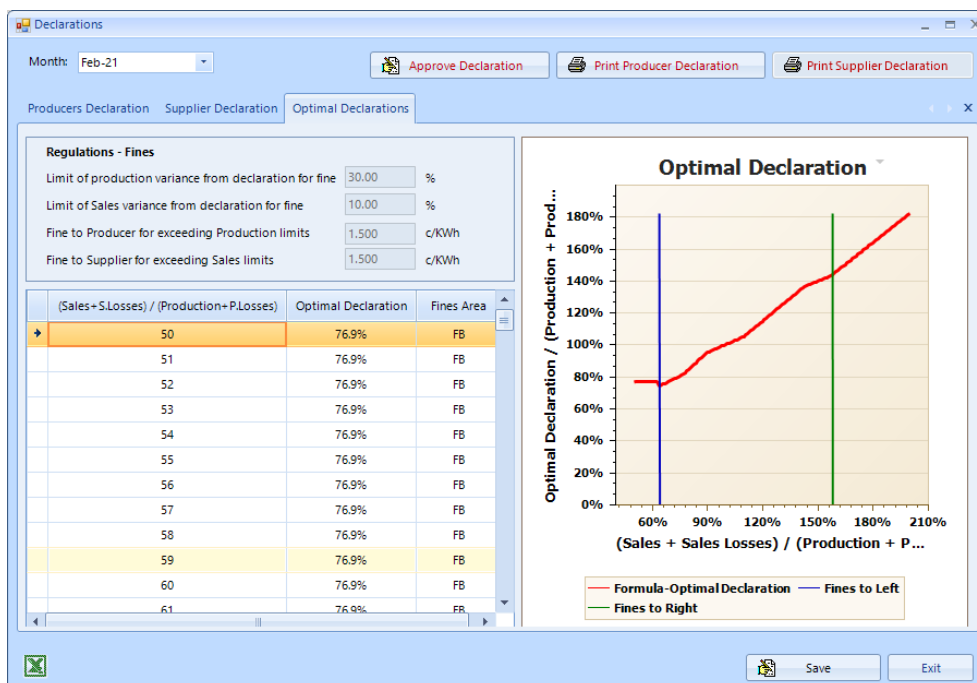 Declarations
Month: Feb-21
Approve Declaration
Print Producer Declaration
Print Supplier Declaration
Producers Declaration
Supplier Declaration
Optimal Declarations
Regulations - Fines
Limit of production variance from declaration for fine 30.00 %
Limit of Sales variance from declaration for fine 10.00 %
Fine to Producer for exceeding Production limits 1.500 c/KWh
Fine to Supplier for exceeding Sales limits 1.500 c/KWh
(Sales+S.Losses) / (Production+P.Losses) Optimal Declaration Fines Area
50 76.9% FB
51 76.9% FB
52 76.9% FB
53 76.9% FB
54 76.9% FB
55 76.9% FB
56 76.9% FB
57 76.9% FB
58 76.9% FB
59 76.9% FB
60 76.9% FB
61 76.9% FB
Optimal Declaration
Optimal Declaration / (Production + Prod...
180%
160%
140%
120%
100%
80%
60%
40%
20%
0%
60% 90% 120% 150% 180% 210%
(Sales + Sales Losses) / (Production + P...
Formula-Optimal Declaration Fines to Left
Fines to Right
Save
Exit